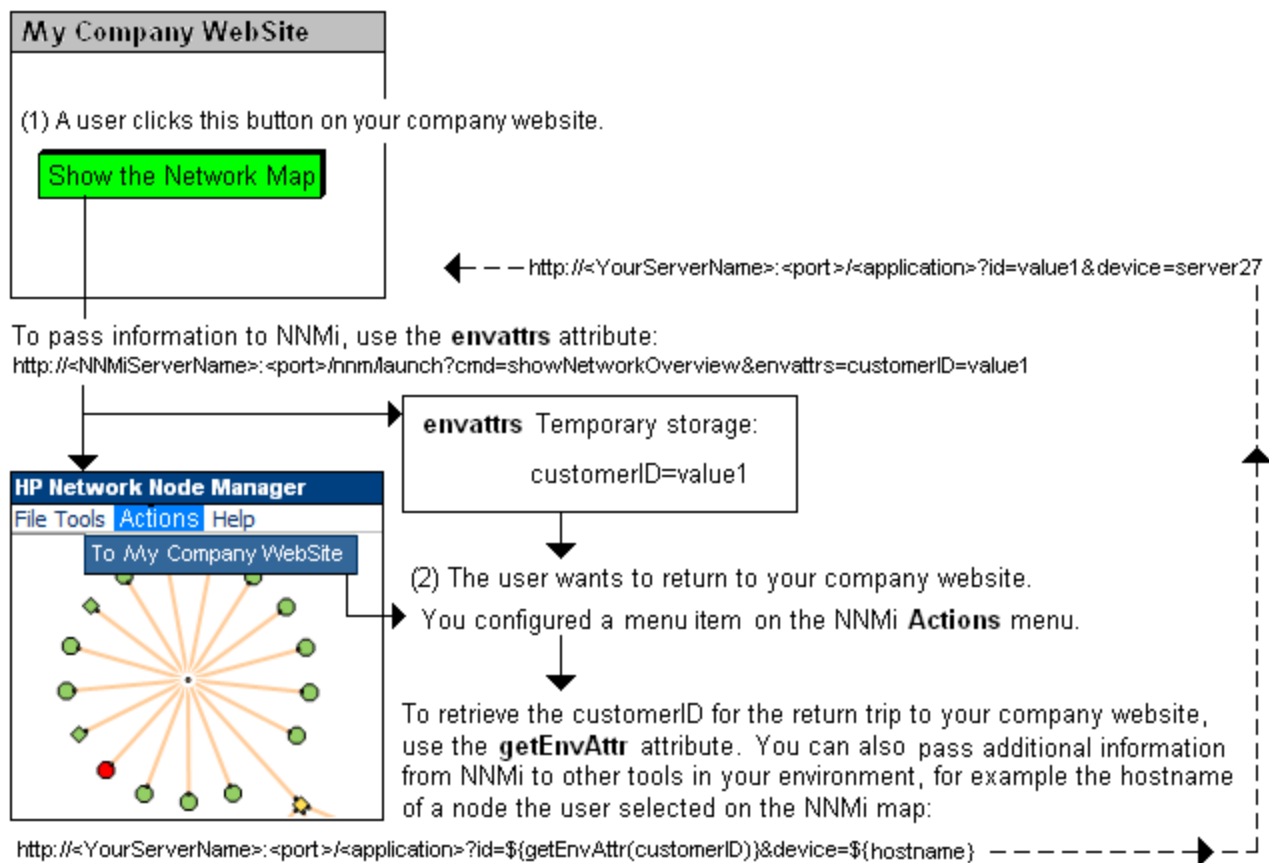 My Company WebSite
(1) A user clicks this button on your company website.
Show the Network Map
http://<YourServerName>:<port>/<application>?id=value1&device=server27
To pass information to NNMi, use the envattrs attribute:
http://<NNMiServerName>:<port>/nnm/launch?cmd=showNetworkOverview&envattrs=customerID=value1
envattrs Temporary storage:
customerID=value1
HP Network Node Manager
File Tools Actions Help
To My Company WebSite
(2) The user wants to return to your company website.
You configured a menu item on the NNMi Actions menu.
To retrieve the customerID for the return trip to your company website,
use the getEnvAttr attribute. You can also pass additional information
from NNMi to other tools in your environment, for example the hostname
of a node the user selected on the NNMi map:
http://<YourServerName>:<port>/<application>?id=${getEnvAttr(customerID)}&device=${hostname}